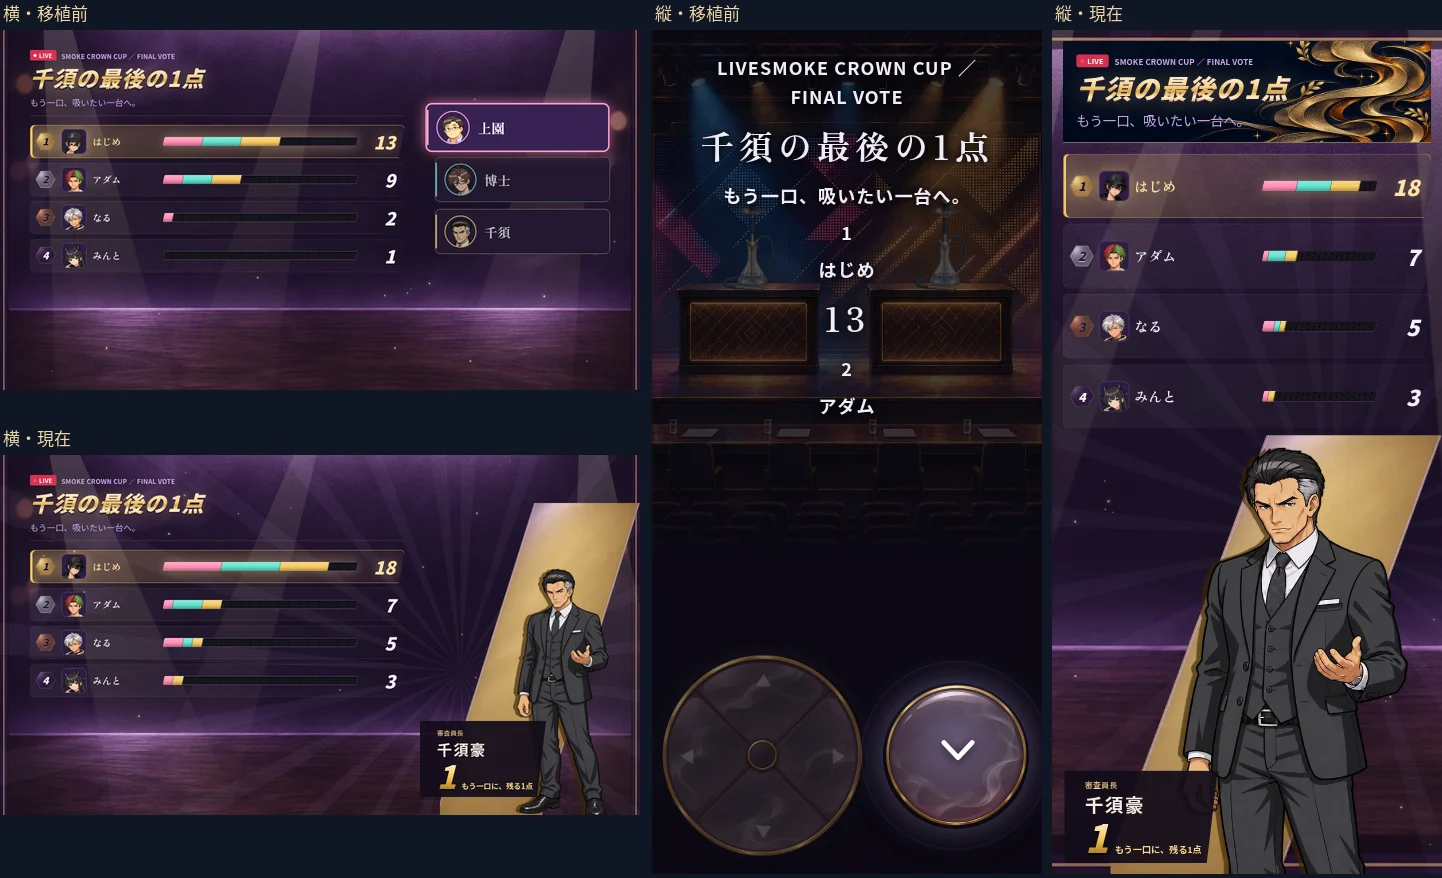 横・移植前
LIVE SMOKE CROWN CUP ／ FINAL VOTE
千須の最後の1点
もう一口、吸いたい一台へ。
1 はじめ 13
2 アダム 9
3 なる 2
4 みんと 1
上園
博士
千須
横・現在
LIVE SMOKE CROWN CUP ／ FINAL VOTE
千須の最後の1点
もう一口、吸いたい一台へ。
1 はじめ 18
2 アダム 7
3 なる 5
4 みんと 3
審査員長
千須豪
1 もう一口に、残る1点
縦・移植前
LIVESMOKE CROWN CUP ／
FINAL VOTE
千須の最後の1点
もう一口、吸いたい一台へ。
1
はじめ
13
2
アダム
縦・現在
LIVE SMOKE CROWN CUP ／ FINAL VOTE
千須の最後の1点
もう一口、吸いたい一台へ。
1 はじめ 18
2 アダム 7
3 なる 5
4 みんと 3
審査員長
千須豪
1 もう一口に、残る1点